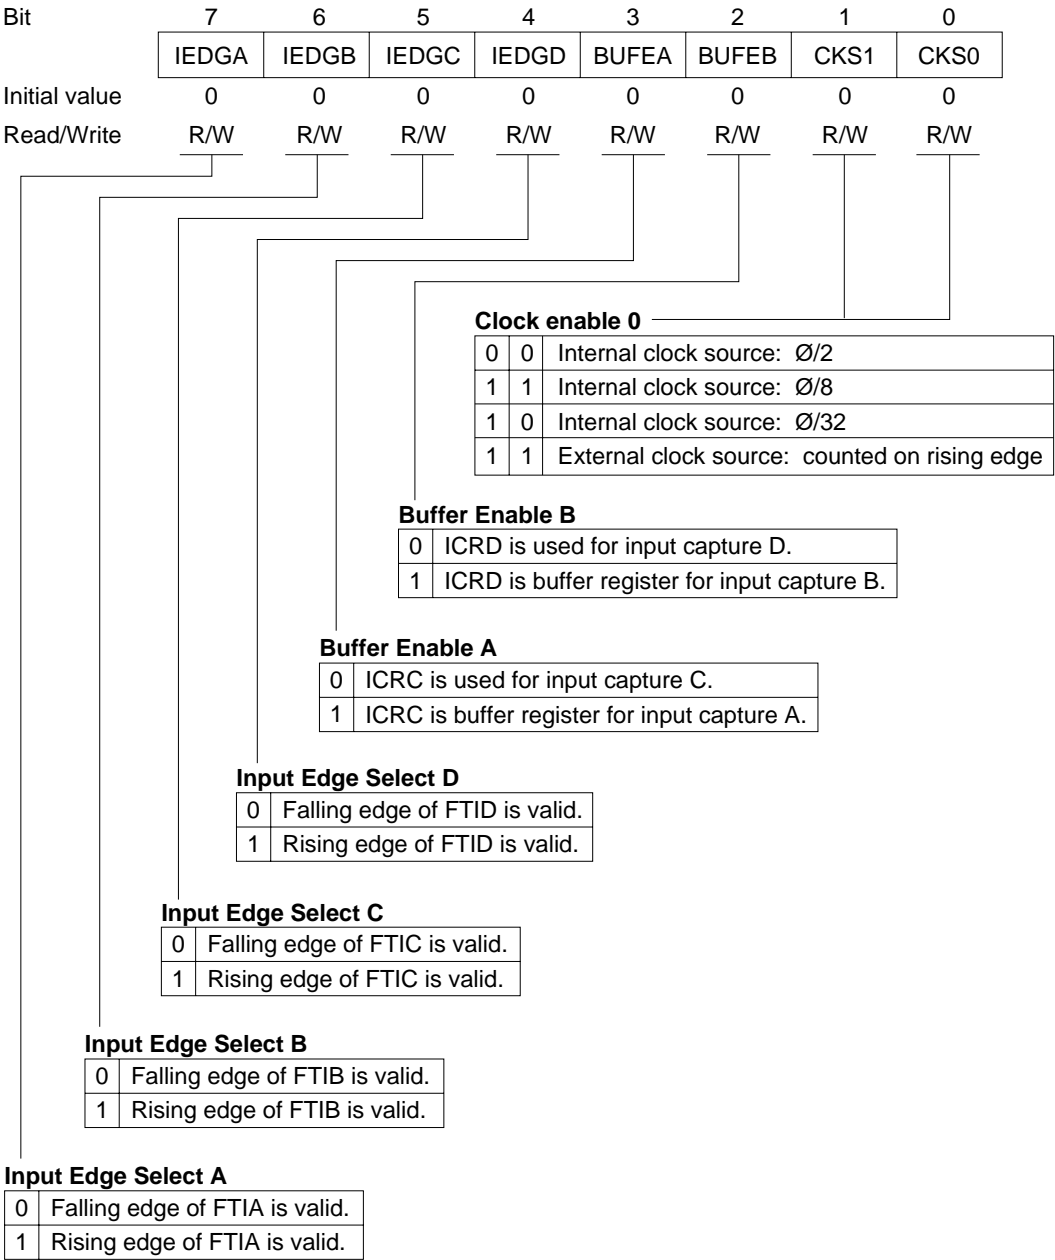 Bit 7 6 5 4 3 2 1 0
IEDGA IEDGB IEDGC IEDGD BUFEA BUFEB CKS1 CKS0
Initial value 0 0 0 0 0 0 0 0
Read/Write R/W R/W R/W R/W R/W R/W R/W R/W
Clock enable 0
0 0 Internal clock source: Ø/2
1 1 Internal clock source: Ø/8
1 0 Internal clock source: Ø/32
1 1 External clock source: counted on rising edge
Buffer Enable B
0 ICRD is used for input capture D.
1 ICRD is buffer register for input capture B.
Buffer Enable A
0 ICRC is used for input capture C.
1 ICRC is buffer register for input capture A.
Input Edge Select D
0 Falling edge of FTID is valid.
1 Rising edge of FTID is valid.
Input Edge Select C
0 Falling edge of FTIC is valid.
1 Rising edge of FTIC is valid.
Input Edge Select B
0 Falling edge of FTIB is valid.
1 Rising edge of FTIB is valid.
Input Edge Select A
0 Falling edge of FTIA is valid.
1 Rising edge of FTIA is valid.